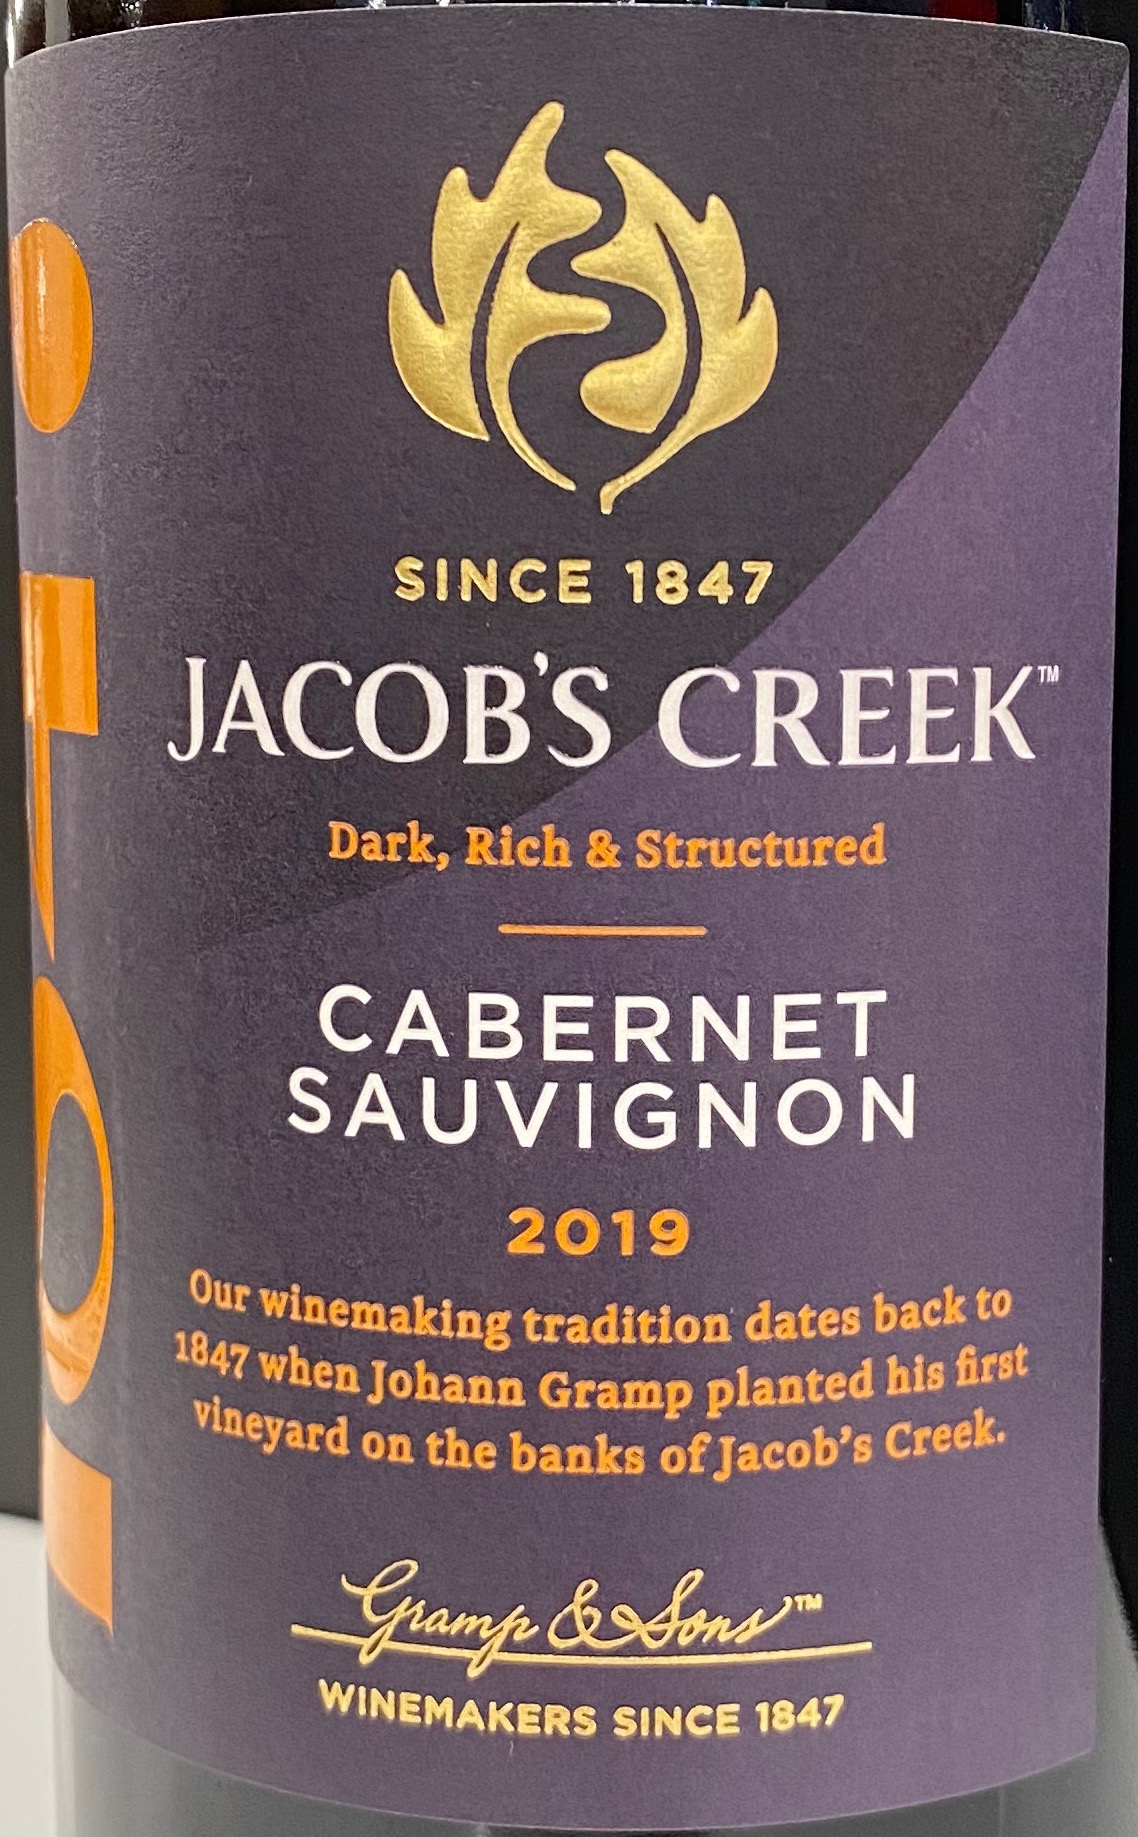 SINCE 1847
JACOB'S CREEK™
Dark, Rich & Structured
CABERNET
SAUVIGNON
2019
Our winemaking tradition dates back to
1847 when Johann Gramp planted his first
vineyard on the banks of Jacob's Creek.
Gramp & Sons™
WINEMAKERS SINCE 1847